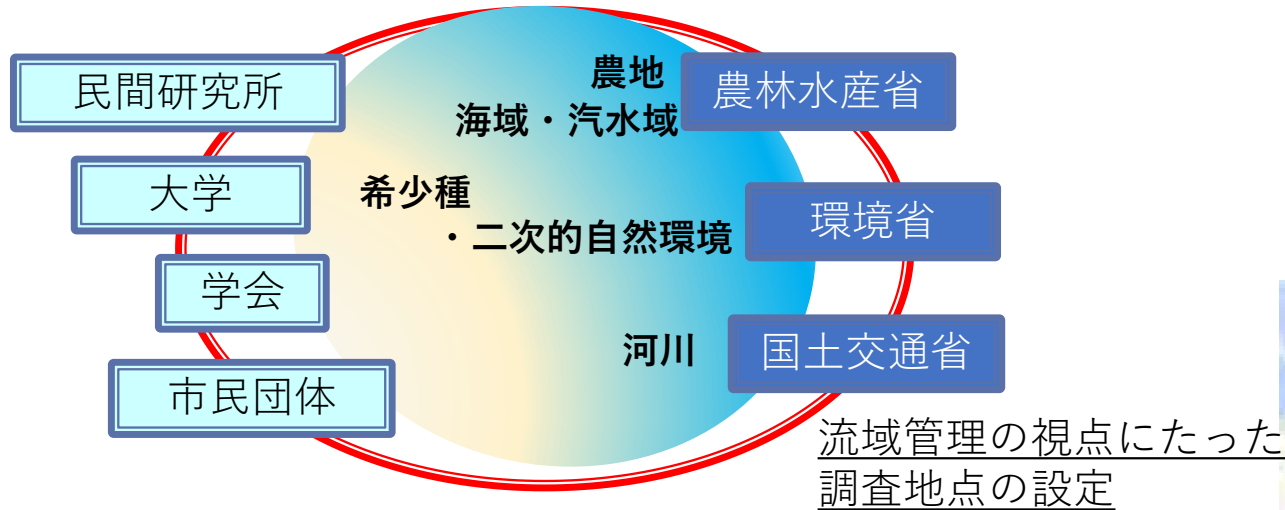 民間研究所
大学
学会
市民団体
農地
海域・汽水域
希少種
・二次的自然環境
河川
農林水産省
環境省
国土交通省
流域管理の視点にたった
調査地点の設定